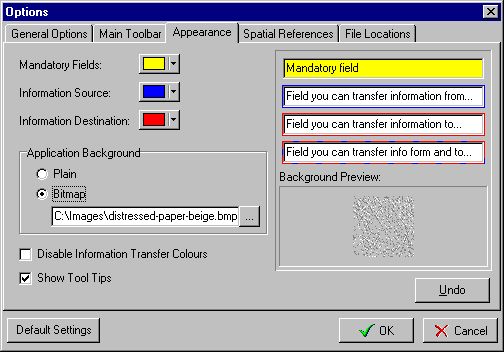 Options
General Options
Main Toolbar
Appearance
Spatial References
File Locations
Mandatory Fields:
Information Source:
Information Destination:
Mandatory field
Field you can transfer information from...
Field you can transfer information to...
Field you can transfer info form and to...
Application Background
Plain
Bitmap
C:\Images\distressed-paper-beige.bmp
...
Background Preview:
Disable Information Transfer Colours
Show Tool Tips
Undo
Default Settings
OK
Cancel